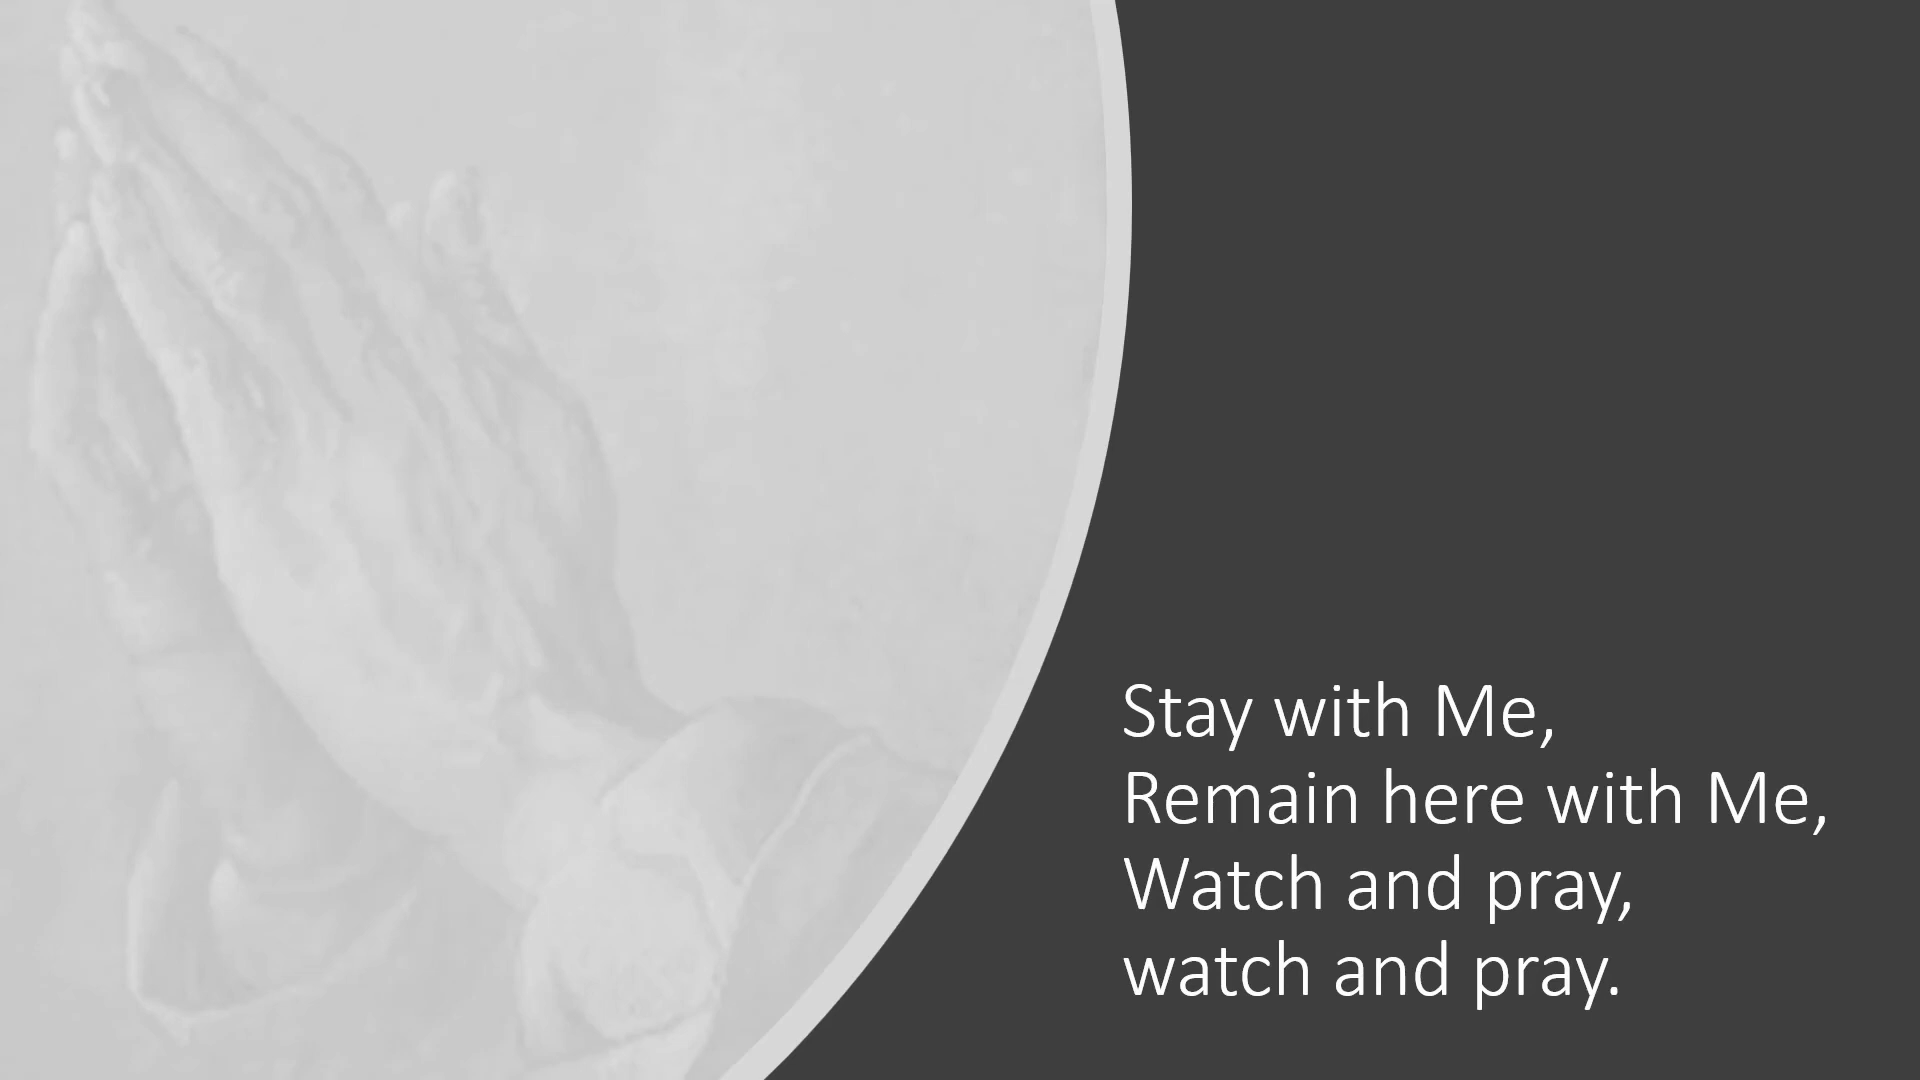 Stay with Me,
Remain here with Me,
Watch and pray,
watch and pray.